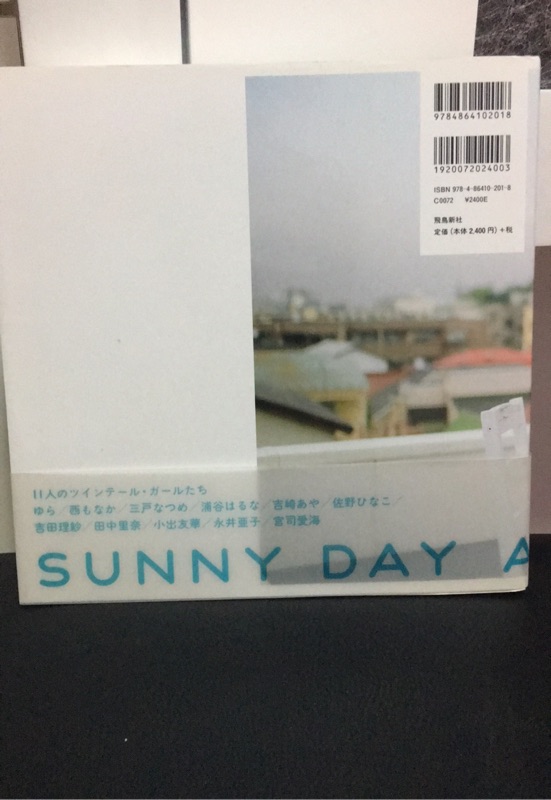 9784864102018
1920072024003
ISBN 978-4-86410-201-8
C0072 ¥2400E
飛鳥新社
定価(本体2,400円)+税
11人のツインテール・ガールたち
ゆら/西もなか/三戸なつめ/浦谷はるな/吉崎あや/佐野ひなこ/
吉田理紗/田中里奈/小出友華/永井亜子/宮司愛海
SUNNY DAY A